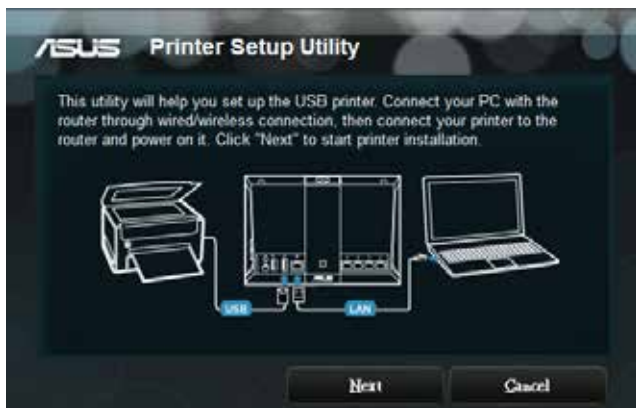 ASUS Printer Setup Utility
This utility will help you set up the USB printer. Connect your PC with the
router through wired/wireless connection, then connect your printer to the
router and power on it. Click "Next" to start printer installation.
USB LAN
Next Cancel